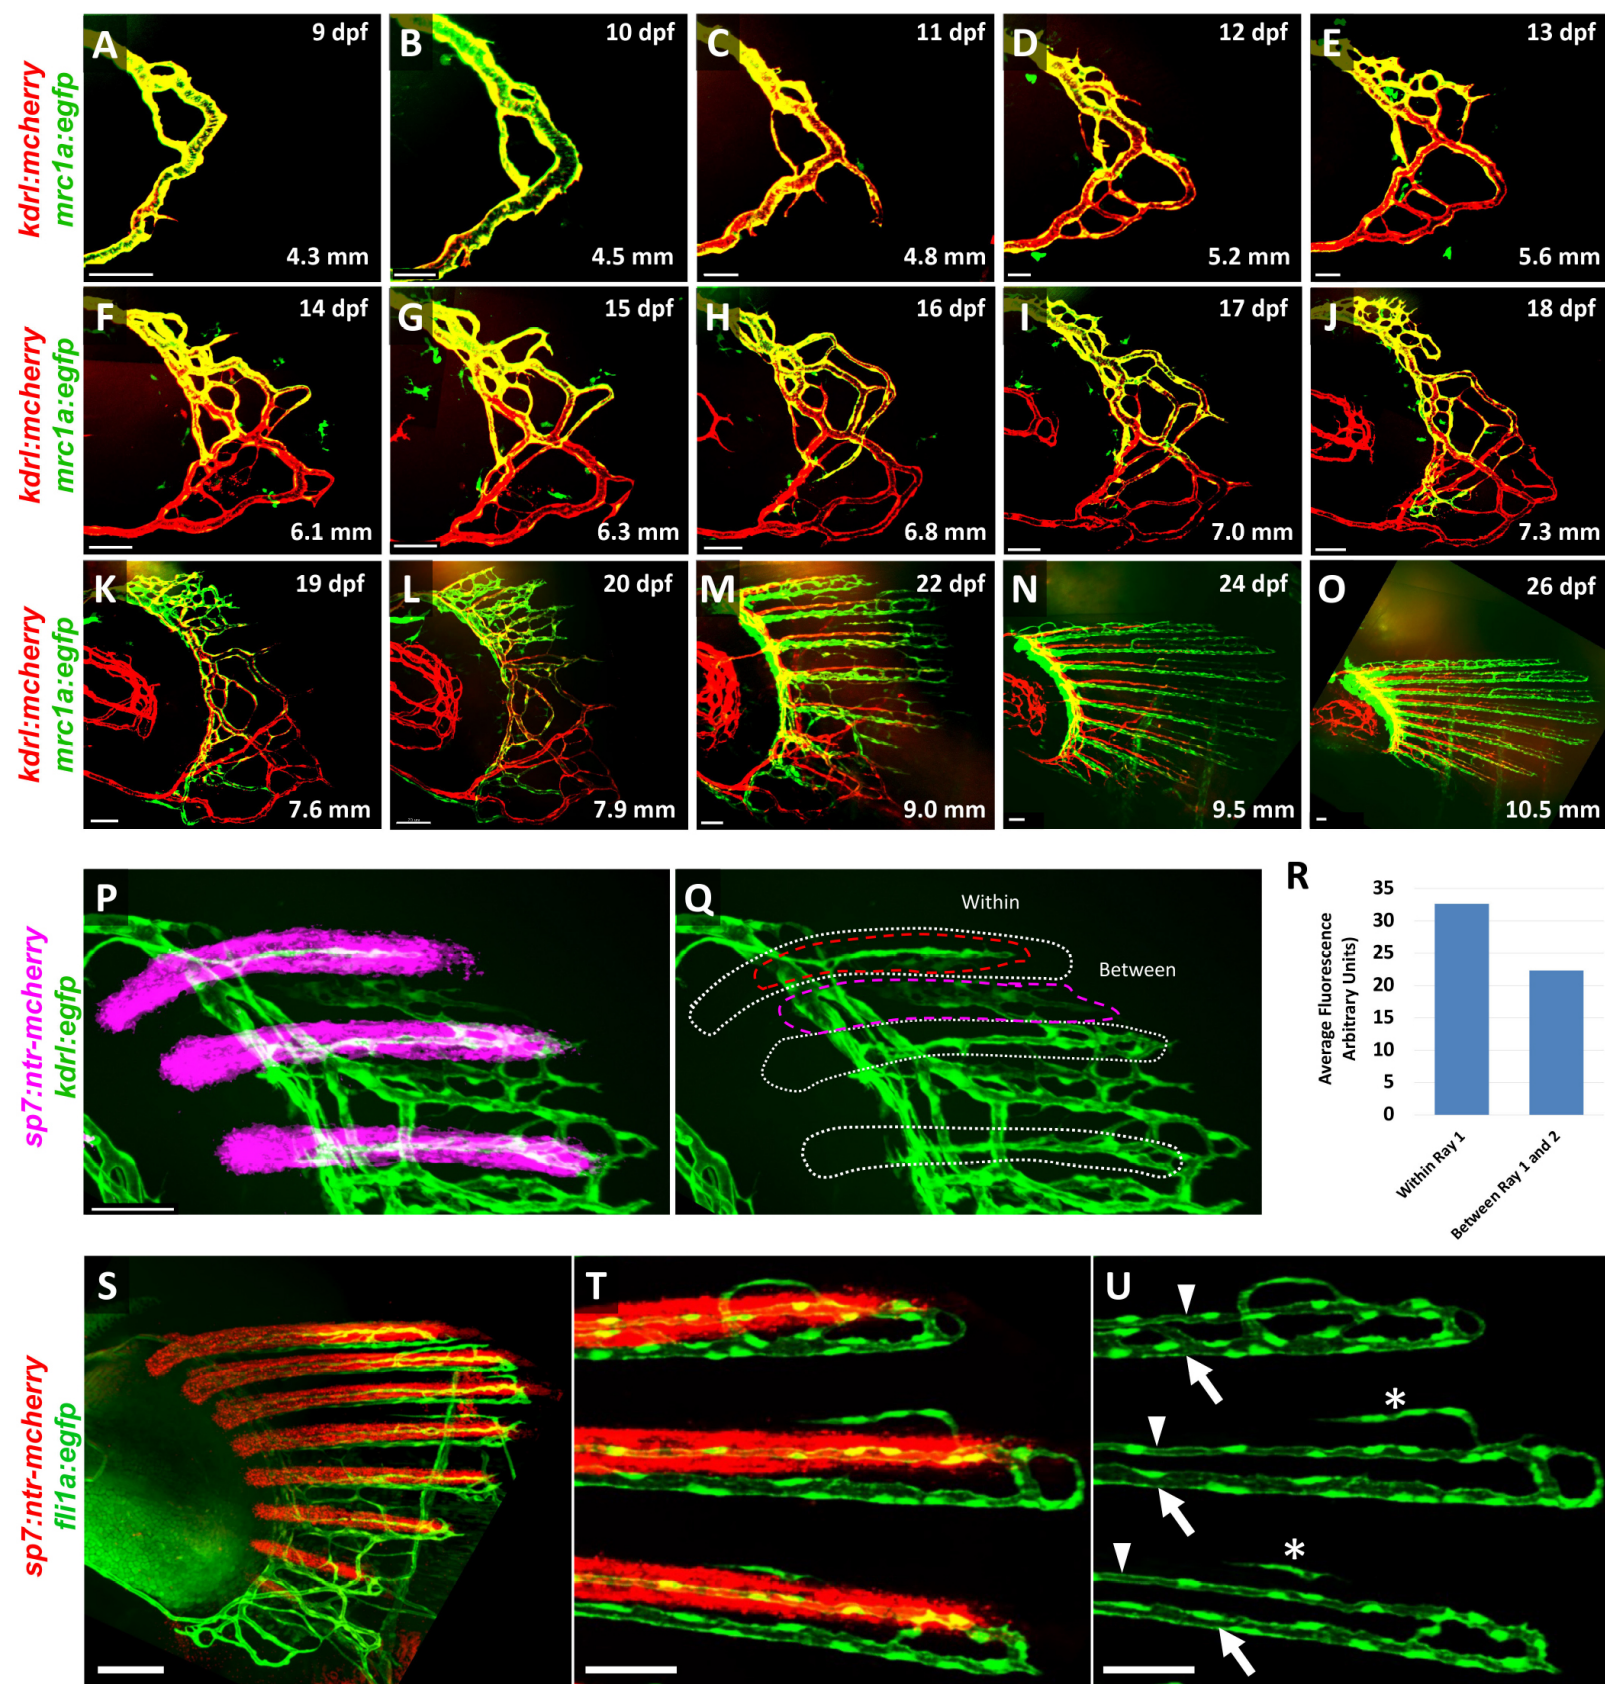 kdrl:mcherry
mrc1a:egfp
A 9 dpf 4.3 mm
B 10 dpf 4.5 mm
C 11 dpf 4.8 mm
D 12 dpf 5.2 mm
E 13 dpf 5.6 mm
kdrl:mcherry
mrc1a:egfp
F 14 dpf 6.1 mm
G 15 dpf 6.3 mm
H 16 dpf 6.8 mm
I 17 dpf 7.0 mm
J 18 dpf 7.3 mm
kdrl:mcherry
mrc1a:egfp
K 19 dpf 7.6 mm
L 20 dpf 7.9 mm
M 22 dpf 9.0 mm
N 24 dpf 9.5 mm
O 26 dpf 10.5 mm
sp7:ntr-mcherry
kdrl:egfp
P
Q
Within
Between
R
Average Fluorescence
Arbitrary Units)
35
30
25
20
15
10
5
0
Within Ray 1
Between Ray 1 and 2
sp7:ntr-mcherry
fli1a:egfp
S
T
U
*
*